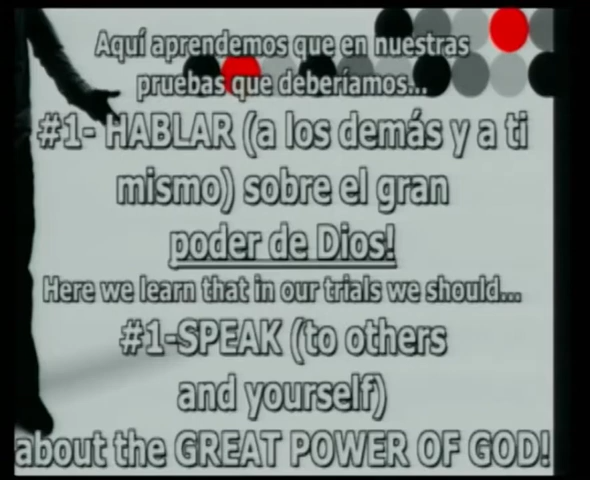 Aquí aprendemos que en nuestras
pruebas que deberíamos...
#1- HABLAR (a los demás y a ti
mismo) sobre el gran
poder de Dios!
Here we learn that in our trials we should...
#1-SPEAK (to others
and yourself)
about the GREAT POWER OF GOD!